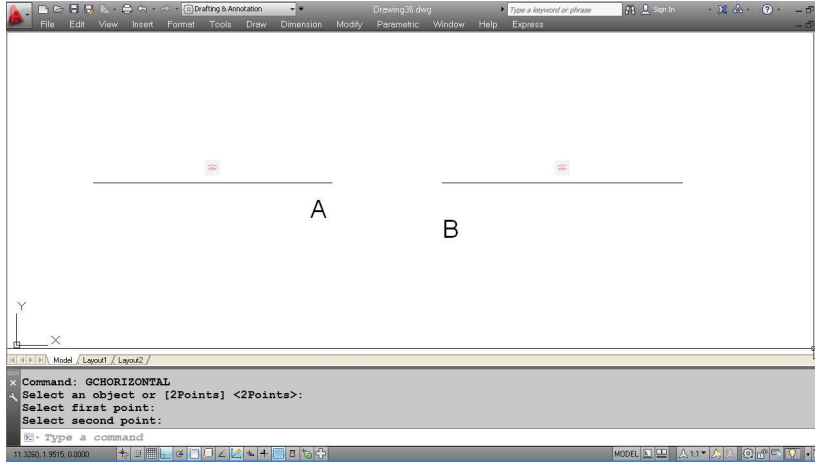 Drafting & Annotation Drawing36.dwg Type a keyword or phrase Sign In
File Edit View Insert Format Tools Draw Dimension Modify Parametric Window Help Express
A
B
Y
X
Model Layout1 Layout2
Command: GCHORIZONTAL
Select an object or [2Points] <2Points>:
Select first point:
Select second point:
Type a command
11.3260, 1.9515, 0.0000 MODEL 1:1